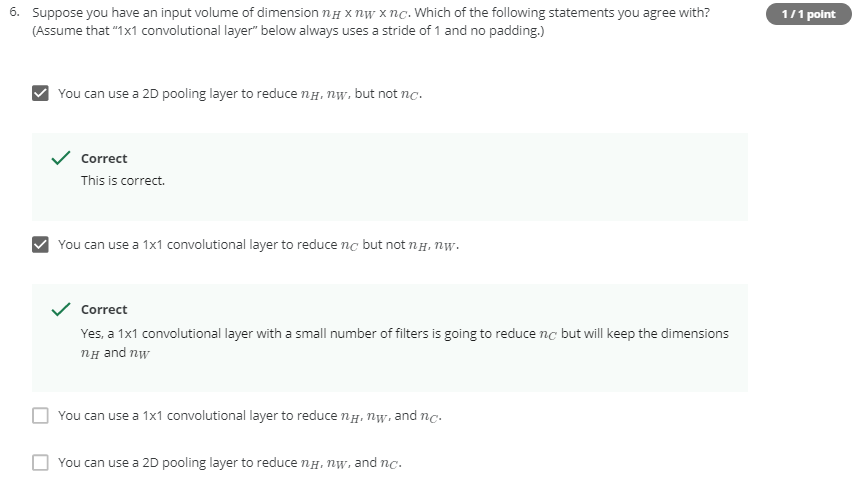 6. Suppose you have an input volume of dimension n_H x n_W x n_C. Which of the following statements you agree with?
(Assume that "1x1 convolutional layer" below always uses a stride of 1 and no padding.)
1 / 1 point
You can use a 2D pooling layer to reduce n_H, n_W, but not n_C.
Correct
This is correct.
You can use a 1x1 convolutional layer to reduce n_C but not n_H, n_W.
Correct
Yes, a 1x1 convolutional layer with a small number of filters is going to reduce n_C but will keep the dimensions
n_H and n_W
You can use a 1x1 convolutional layer to reduce n_H, n_W, and n_C.
You can use a 2D pooling layer to reduce n_H, n_W, and n_C.